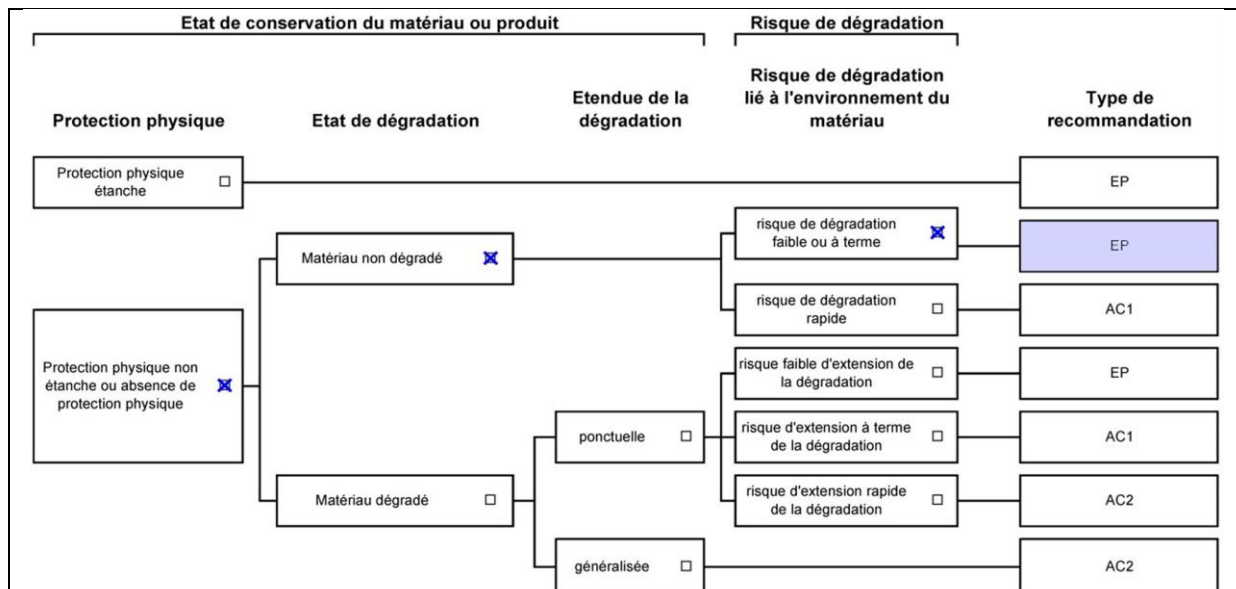 Etat de conservation du matériau ou produit
Risque de dégradation
Protection physique
Etat de dégradation
Etendue de la
dégradation
Risque de dégradation
lié à l'environnement du
matériau
Type de
recommandation
Protection physique
étanche
EP
Protection physique non
étanche ou absence de
protection physique
Matériau non dégradé
risque de dégradation
faible ou à terme
EP
risque de dégradation
rapide
AC1
Matériau dégradé
ponctuelle
risque faible d'extension de
la dégradation
EP
risque d'extension à terme
de la dégradation
AC1
risque d'extension rapide
de la dégradation
AC2
généralisée
AC2